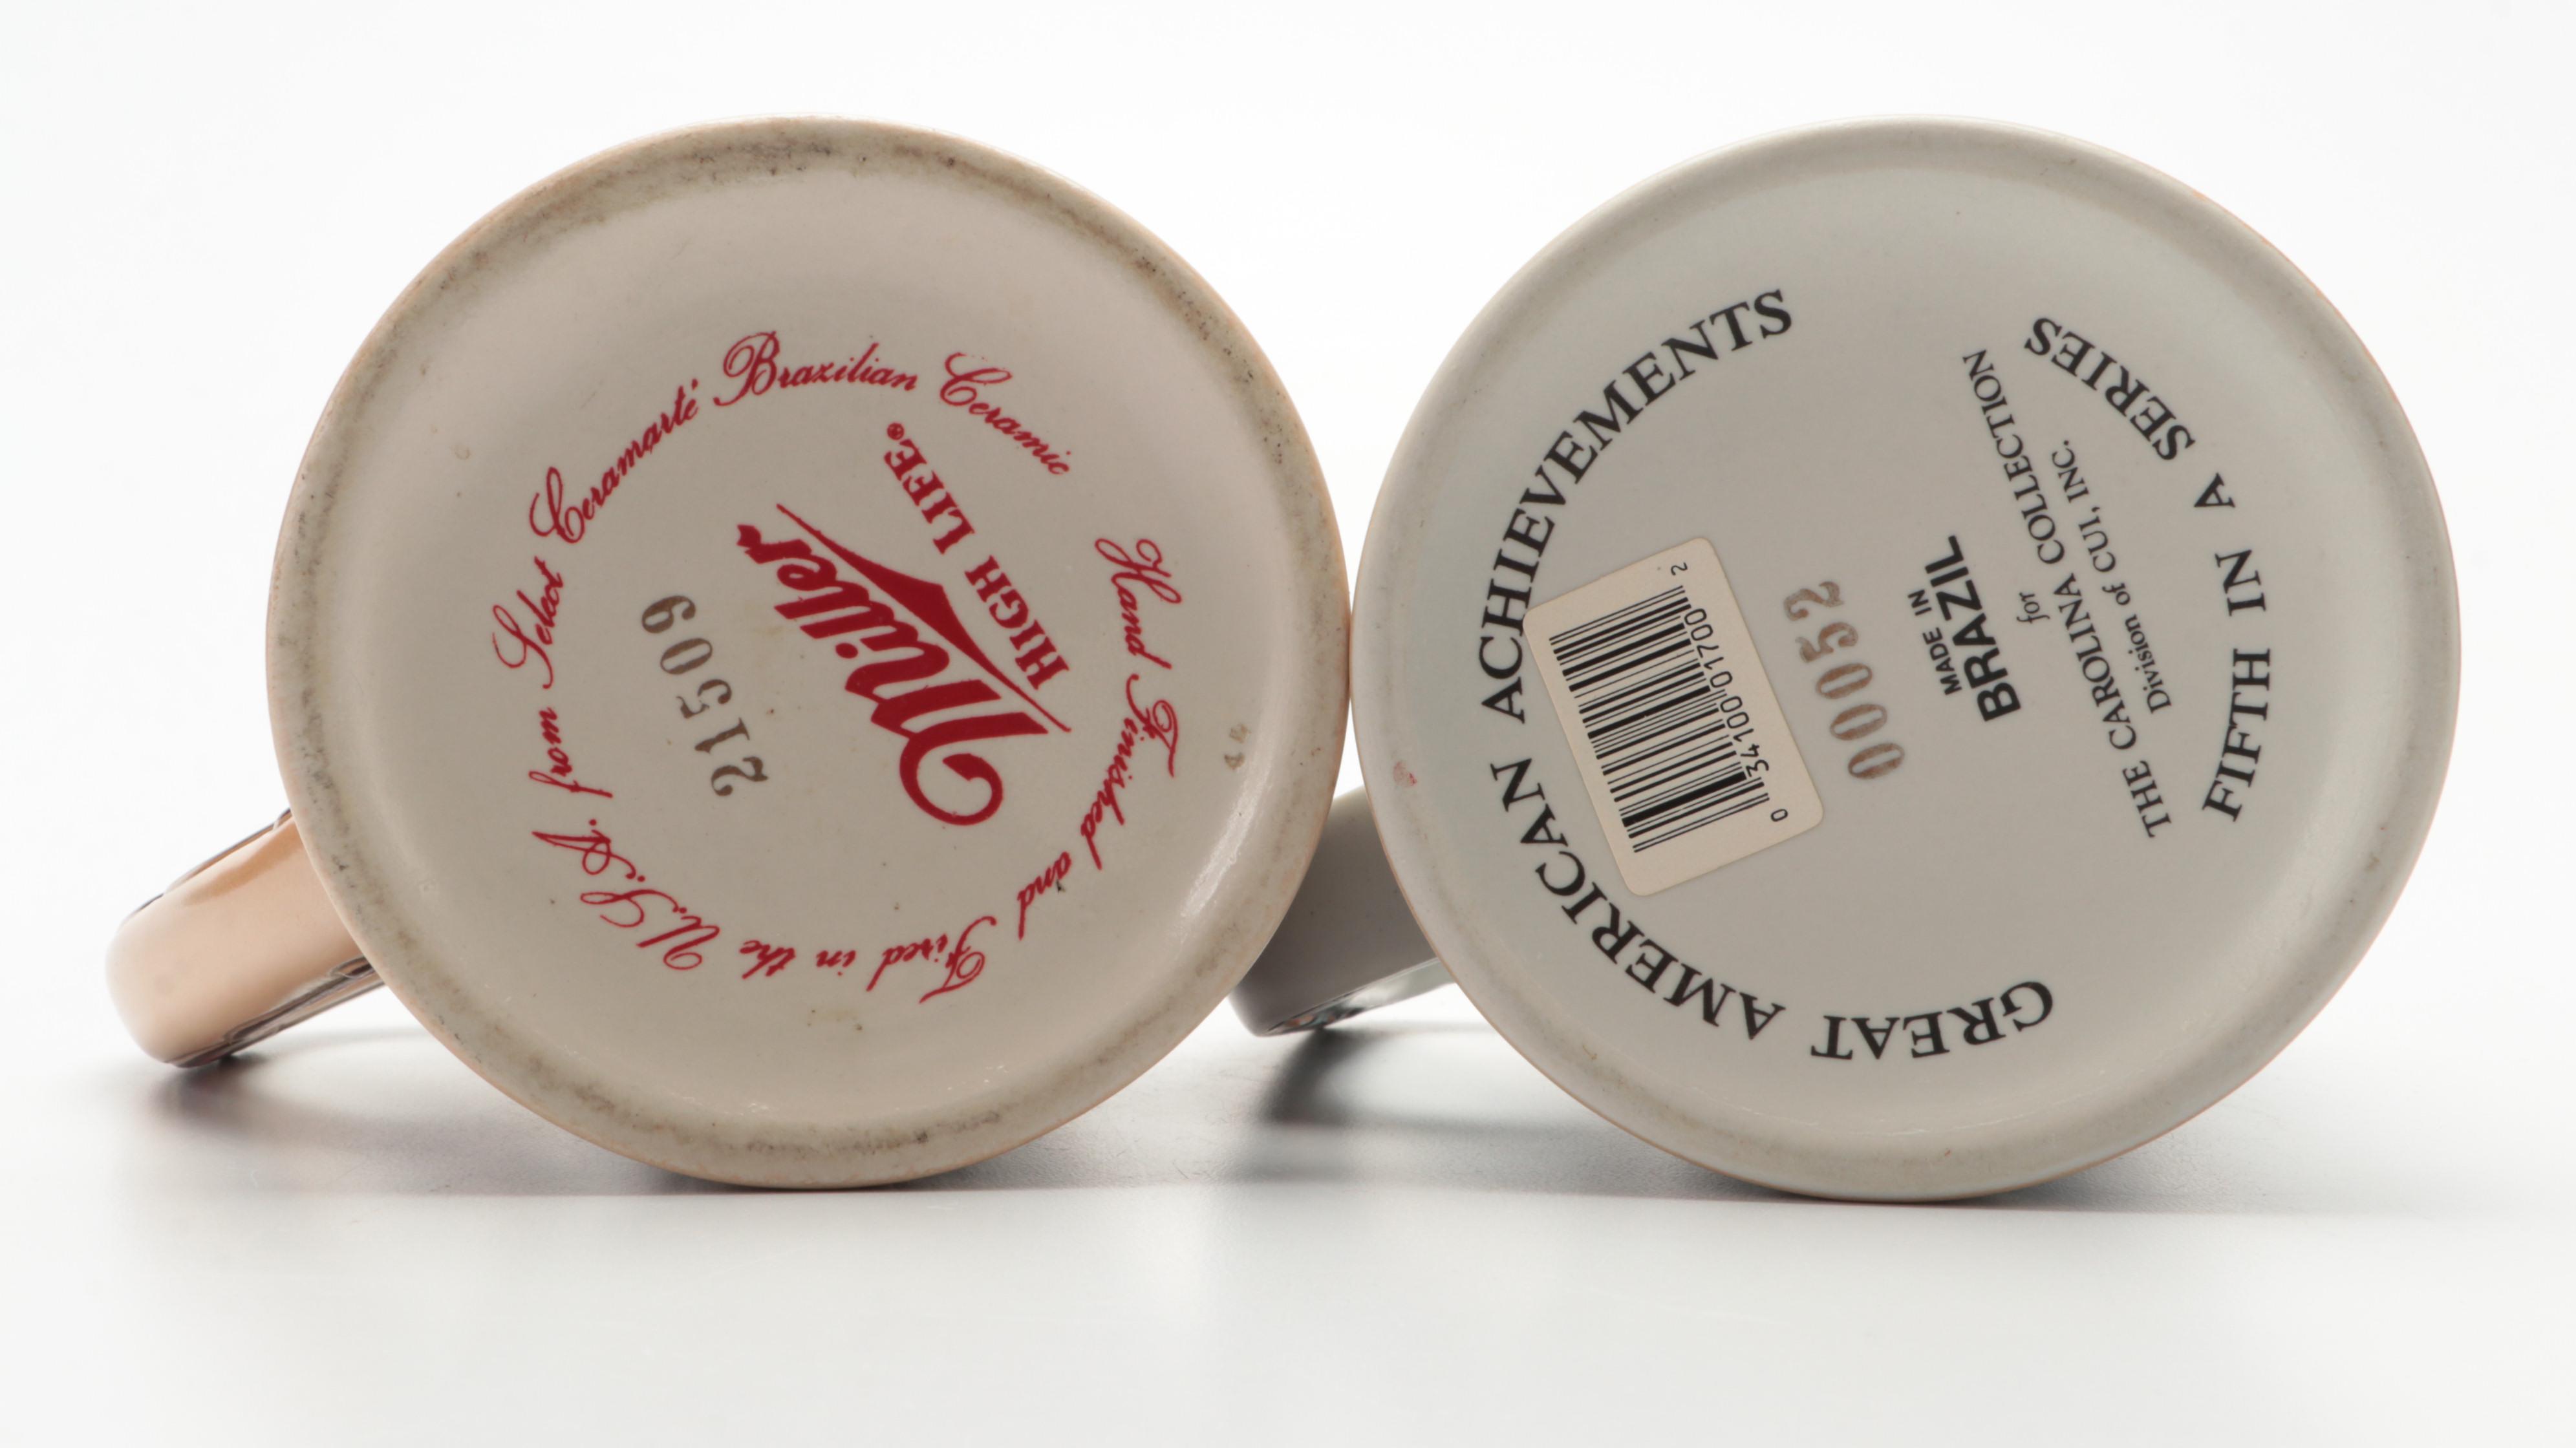 Hand Finished and Fired in the U.S.A. from Select Ceramarté Brazilian Ceramic
Miller
HIGH LIFE®
21509
GREAT AMERICAN ACHIEVEMENTS
0 34100 01700 2
00052
MADE IN
BRAZIL
for
THE CAROLINA COLLECTION
Division of CUI, INC.
FIFTH IN A SERIES